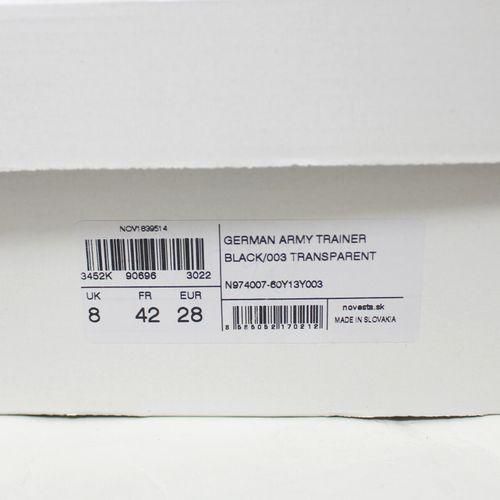 NOV1839514
3452K 90696 3022
UK FR EUR
8 42 28
GERMAN ARMY TRAINER
BLACK/003 TRANSPARENT
N974007-60Y13Y003
8 586052 170212
novesta.sk
MADE IN SLOVAKIA